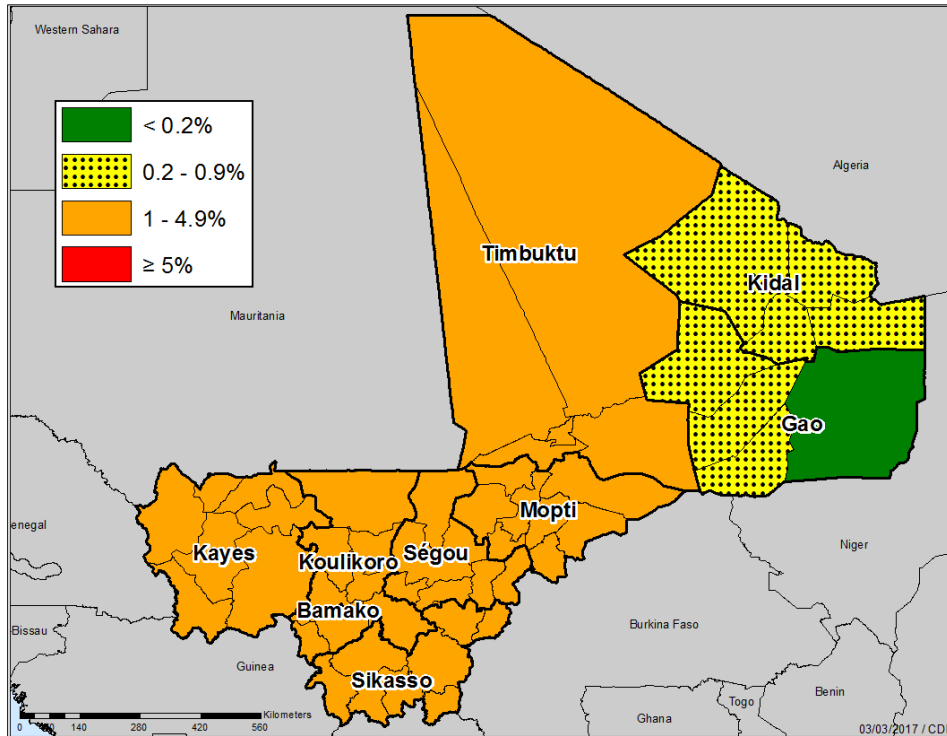 Western Sahara
< 0.2%
0.2 - 0.9%
1 - 4.9%
≥ 5%
Algeria
Timbuktu
Kidal
Mauritania
Gao
Mopti
enegal
Kayes
Koulikoro
Ségou
Niger
Bamako
Bissau
Burkina Faso
Guinea
Sikasso
Benin
Togo
Ghana
Kilometers
0 70 140 280 420 560
03/03/2017 / CD